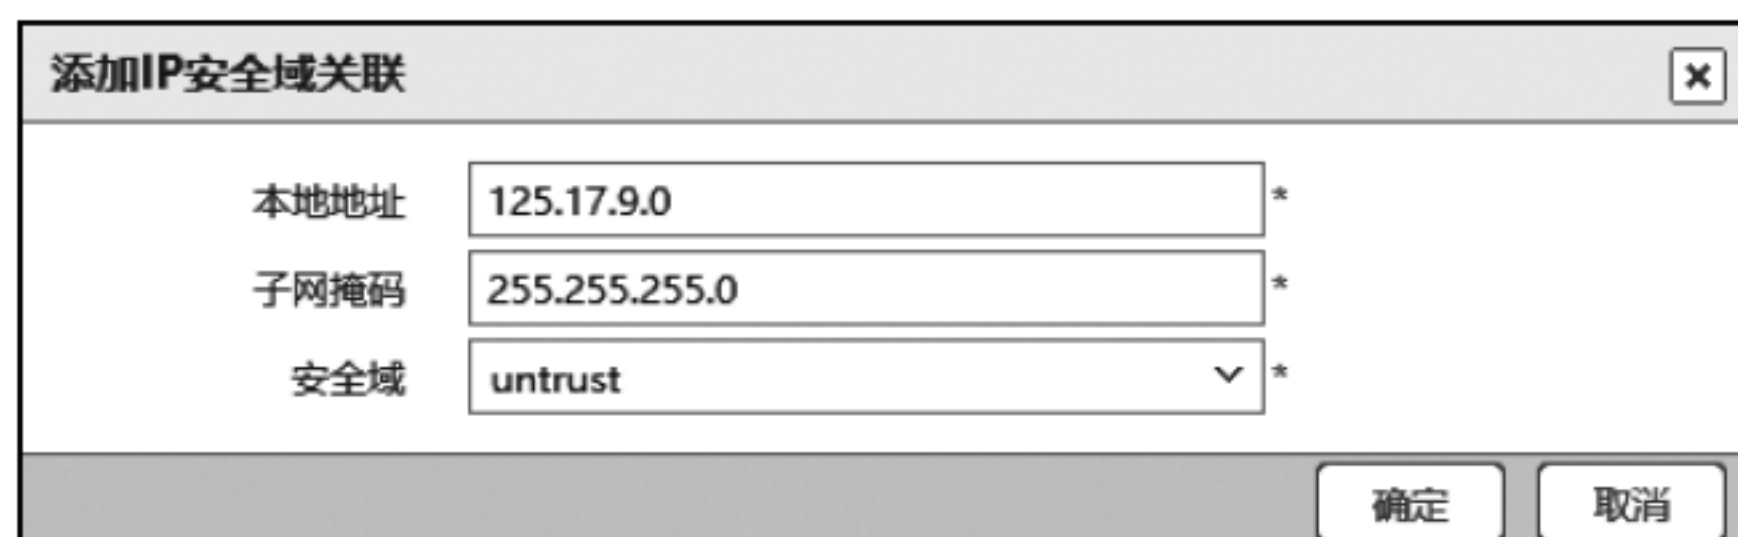 添加IP安全域关联
本地地址 125.17.9.0 *
子网掩码 255.255.255.0 *
安全域 untrust *
确定 取消